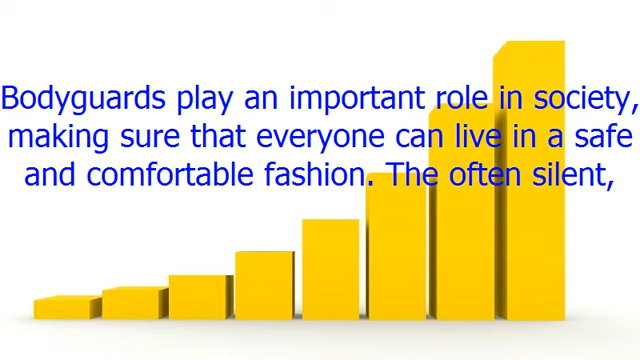 Bodyguards play an important role in society,
making sure that everyone can live in a safe
and comfortable fashion. The often silent,